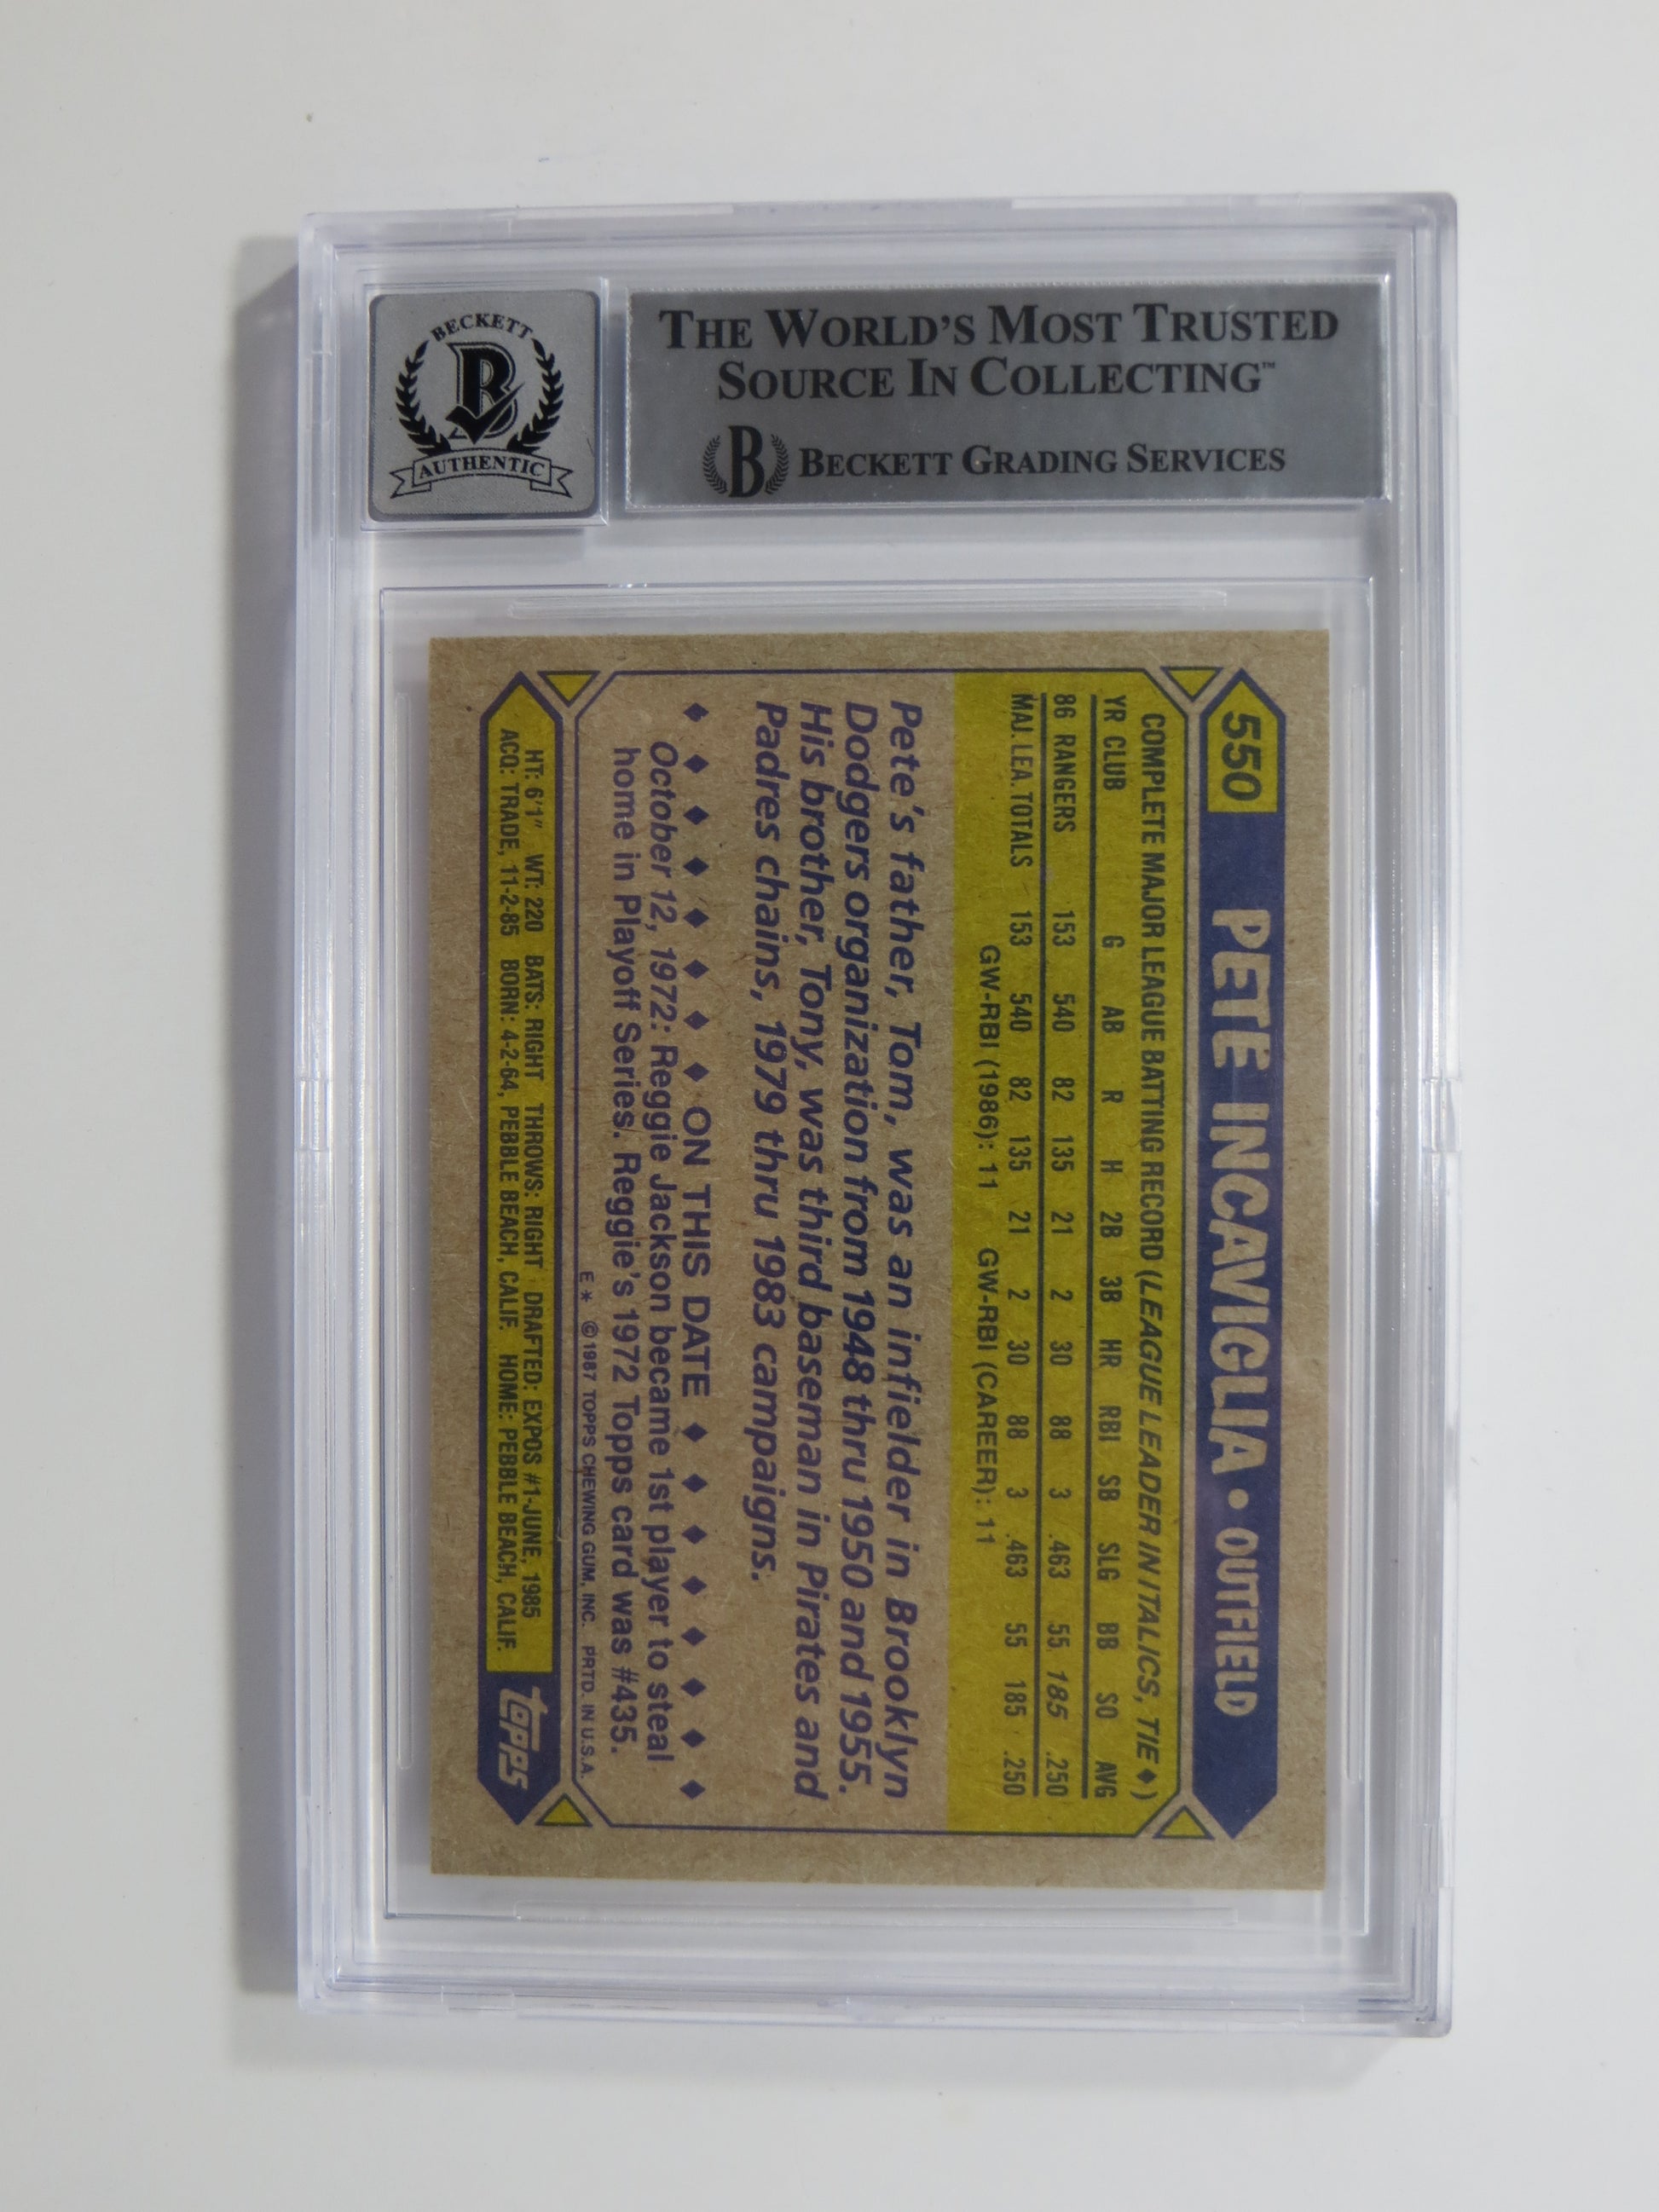 BECKETT
B
AUTHENTIC
THE WORLD'S MOST TRUSTED
SOURCE IN COLLECTING™
B BECKETT GRADING SERVICES
550 PETE INCAVIGLIA • OUTFIELD
COMPLETE MAJOR LEAGUE BATTING RECORD (LEAGUE LEADER IN ITALICS, TIE ♦)
YR CLUB G AB R H 2B 3B HR RBI SB SLG BB SO AVG
86 RANGERS 153 540 82 135 21 2 30 88 3 .463 55 185 .250
MAJ. LEA. TOTALS 153 540 82 135 21 2 30 88 3 .463 55 185 .250
GW-RBI (1986): 11 GW-RBI (CAREER): 11
Pete's father, Tom, was an infielder in Brooklyn
Dodgers organization from 1948 thru 1950 and 1955.
His brother, Tony, was third baseman in Pirates and
Padres chains, 1979 thru 1983 campaigns.
♦ ♦ ♦ ♦ ♦ ♦ ♦ ♦ ON THIS DATE ♦ ♦ ♦ ♦ ♦ ♦ ♦ ♦
October 12, 1972: Reggie Jackson became 1st player to steal
home in Playoff Series. Reggie's 1972 Topps card was #435.
E* ©1987 TOPPS CHEWING GUM, INC. PRTD. IN U.S.A.
HT: 6'1" WT: 220 BATS: RIGHT THROWS: RIGHT DRAFTED: EXPOS #1-JUNE, 1985
ACQ: TRADE, 11-2-85 BORN: 4-2-64, PEBBLE BEACH, CALIF. HOME: PEBBLE BEACH, CALIF.
topps